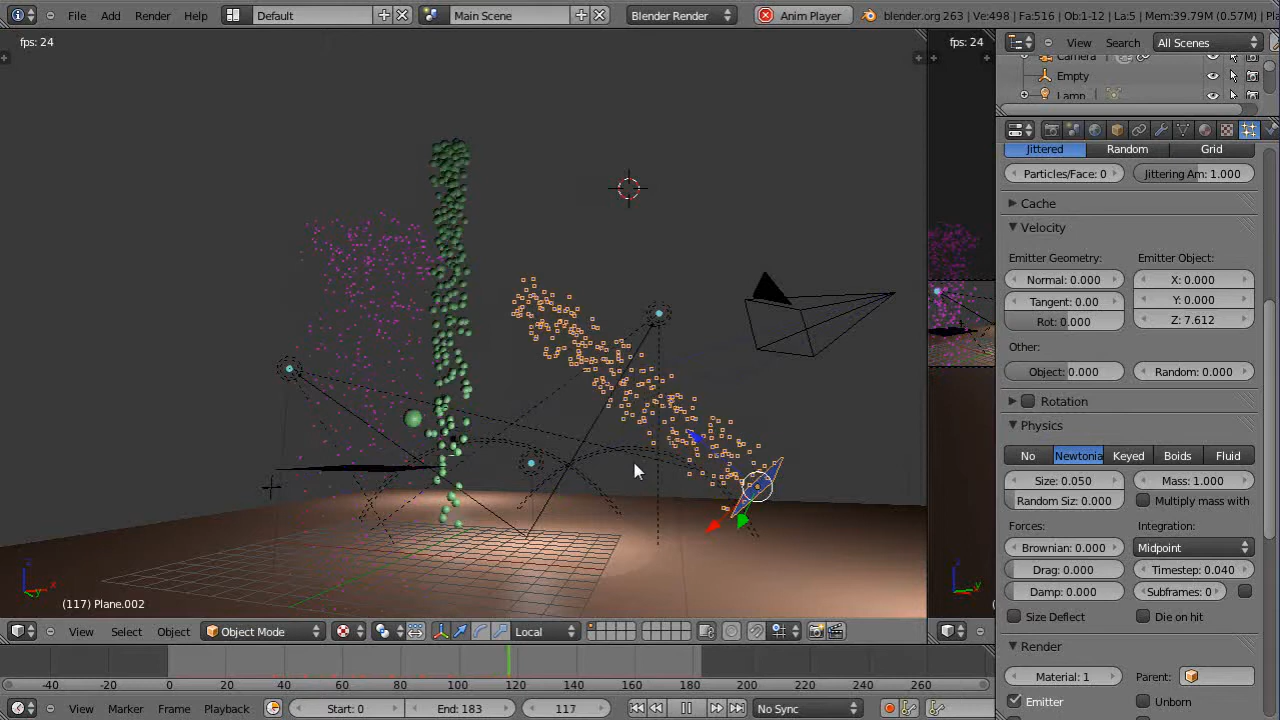 File Add Render Help Default Main Scene Blender Render Anim Player blender.org 263 | Ve:498 | Fa:516 | Ob:1-12 | La:5 | Mem:39.79M (0.57M) | Pla
fps: 24
fps: 24
View Search All Scenes
Camera
Empty
Lamp
Jittered Random Grid
Particles/Face: 0 Jittering Am: 1.000
Cache
Velocity
Emitter Geometry: Emitter Object:
Normal: 0.000 X: 0.000
Tangent: 0.00 Y: 0.000
Rot: 0.000 Z: 7.612
Other:
Object: 0.000 Random: 0.000
Rotation
Physics
No Newtonia Keyed Boids Fluid
Size: 0.050 Mass: 1.000
Random Siz: 0.000 Multiply mass with
Forces: Integration:
Brownian: 0.000 Midpoint
Drag: 0.000 Timestep: 0.040
Damp: 0.000 Subframes: 0
Size Deflect Die on hit
Render
Material: 1 Parent:
Emitter Unborn
(117) Plane.002
View Select Object Object Mode Local
-40 -20 0 20 40 60 80 100 120 140 160 180 200 220 240 260
View Marker Frame Playback Start: 0 End: 183 117 No Sync